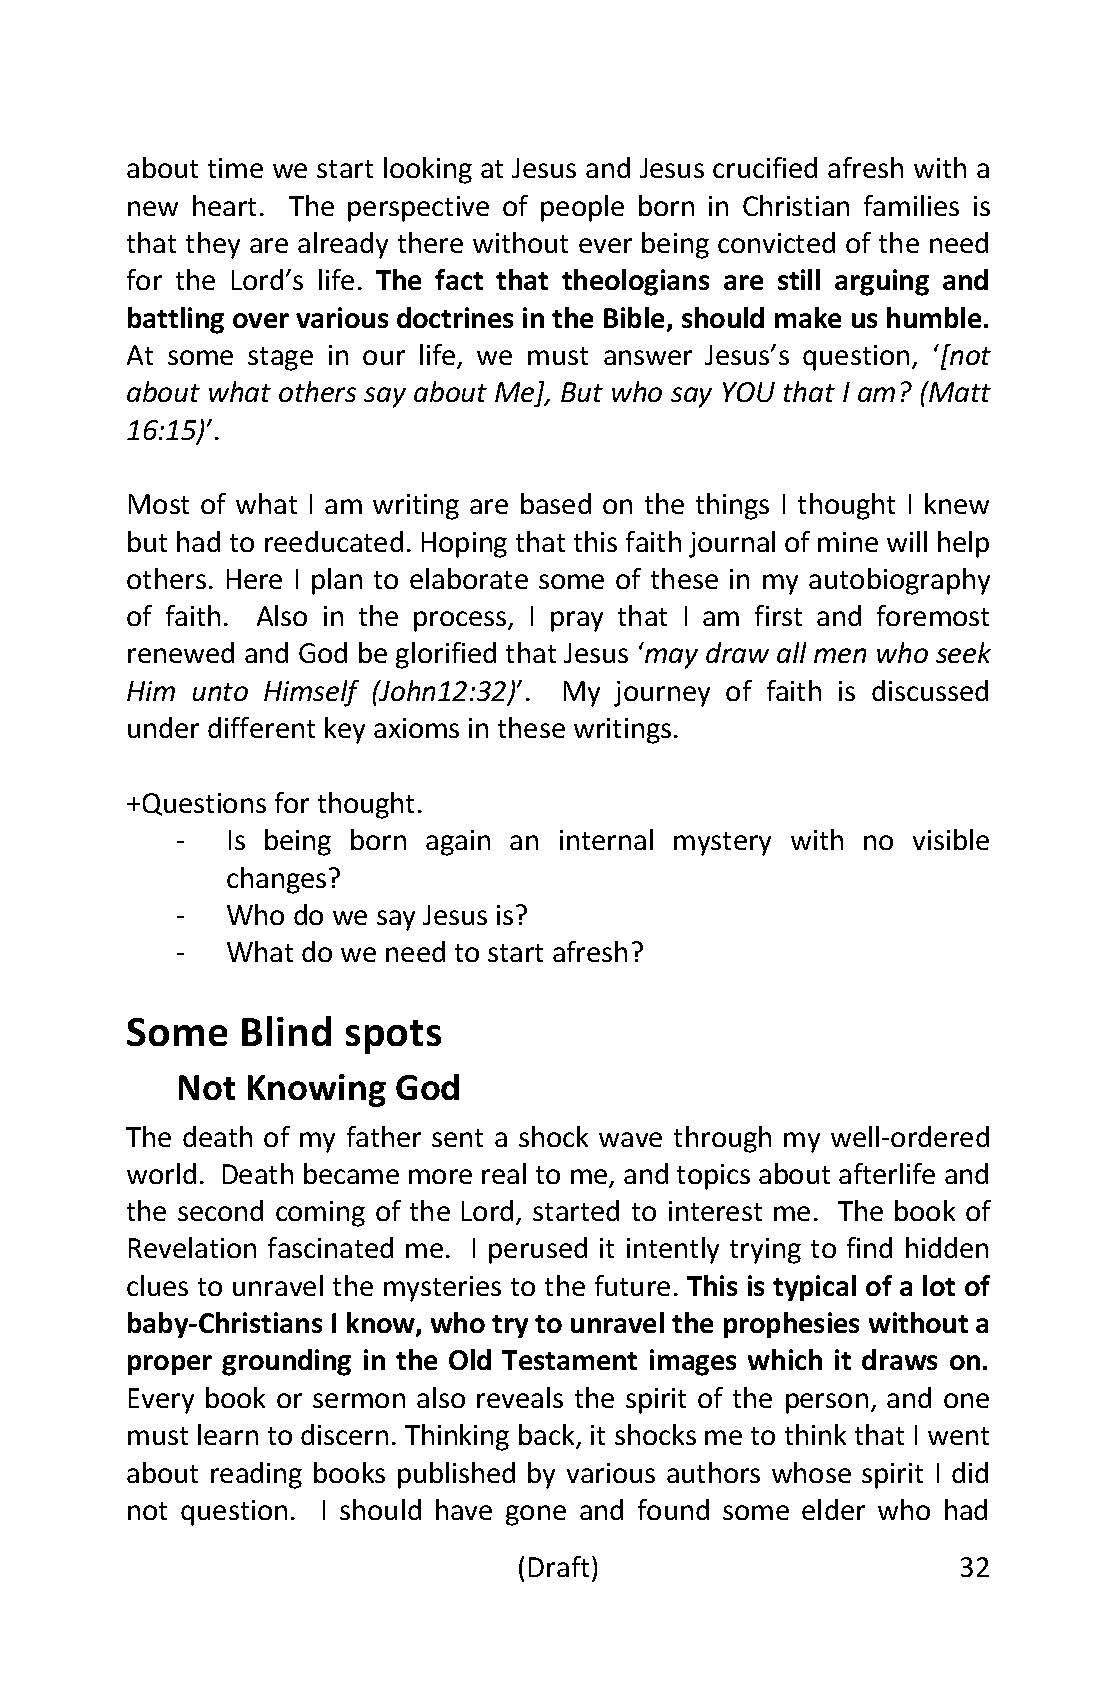 about time we start looking at Jesus and Jesus crucified afresh with a
new heart. The perspective of people born in Christian families is
that they are already there without ever being convicted of the need
for the Lord’s life. The fact that theologians are still arguing and
battling over various doctrines in the Bible, should make us humble.
At some stage in our life, we must answer Jesus’s question, ‘[not
about what others say about Me], But who say YOU that I am? (Matt
16:15)’.
Most of what I am writing are based on the things I thought I knew
but had to reeducated. Hoping that this faith journal of mine will help
others. Here I plan to elaborate some of these in my autobiography
of faith. Also in the process, I pray that I am first and foremost
renewed and God be glorified that Jesus ‘may draw all men who seek
Him unto Himself (John12:32)’. My journey of faith is discussed
under different key axioms in these writings.
+Questions for thought.
- Is being born again an internal mystery with no visible
changes?
- Who do we say Jesus is?
- What do we need to start afresh?
Some Blind spots
Not Knowing God
The death of my father sent a shock wave through my well-ordered
world. Death became more real to me, and topics about afterlife and
the second coming of the Lord, started to interest me. The book of
Revelation fascinated me. I perused it intently trying to find hidden
clues to unravel the mysteries to the future. This is typical of a lot of
baby-Christians I know, who try to unravel the prophesies without a
proper grounding in the Old Testament images which it draws on.
Every book or sermon also reveals the spirit of the person, and one
must learn to discern. Thinking back, it shocks me to think that I went
about reading books published by various authors whose spirit I did
not question. I should have gone and found some elder who had
(Draft) 32